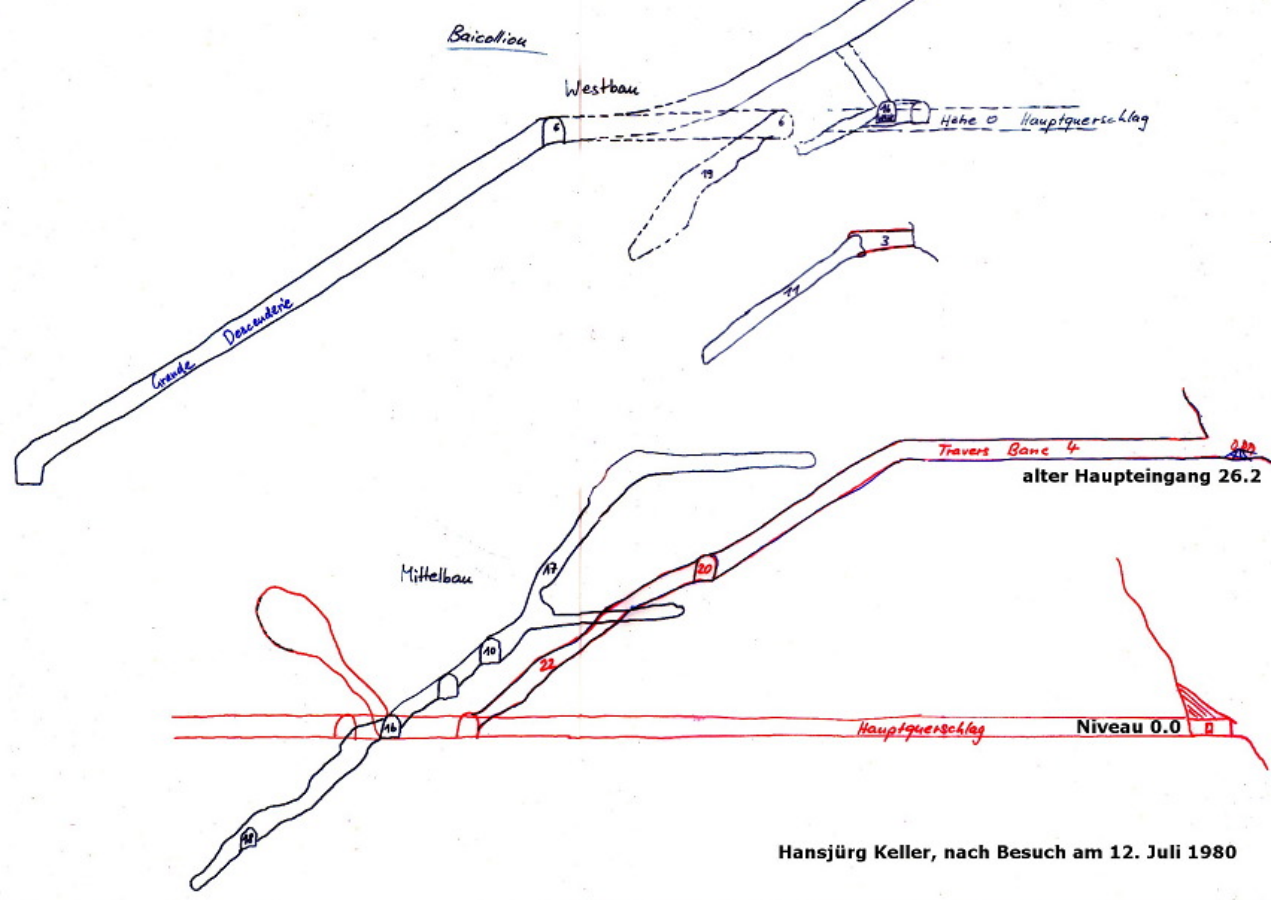 Baicollion
Westbau
6
6
16
Höhe 0 Hauptquerschlag
19
3
11
Grande Descenderie
Travers Banc 4
alter Haupteingang 26.2
17
20
Mittelbau
10
22
16
Hauptquerschlag
Niveau 0.0
18
Hansjürg Keller, nach Besuch am 12. Juli 1980